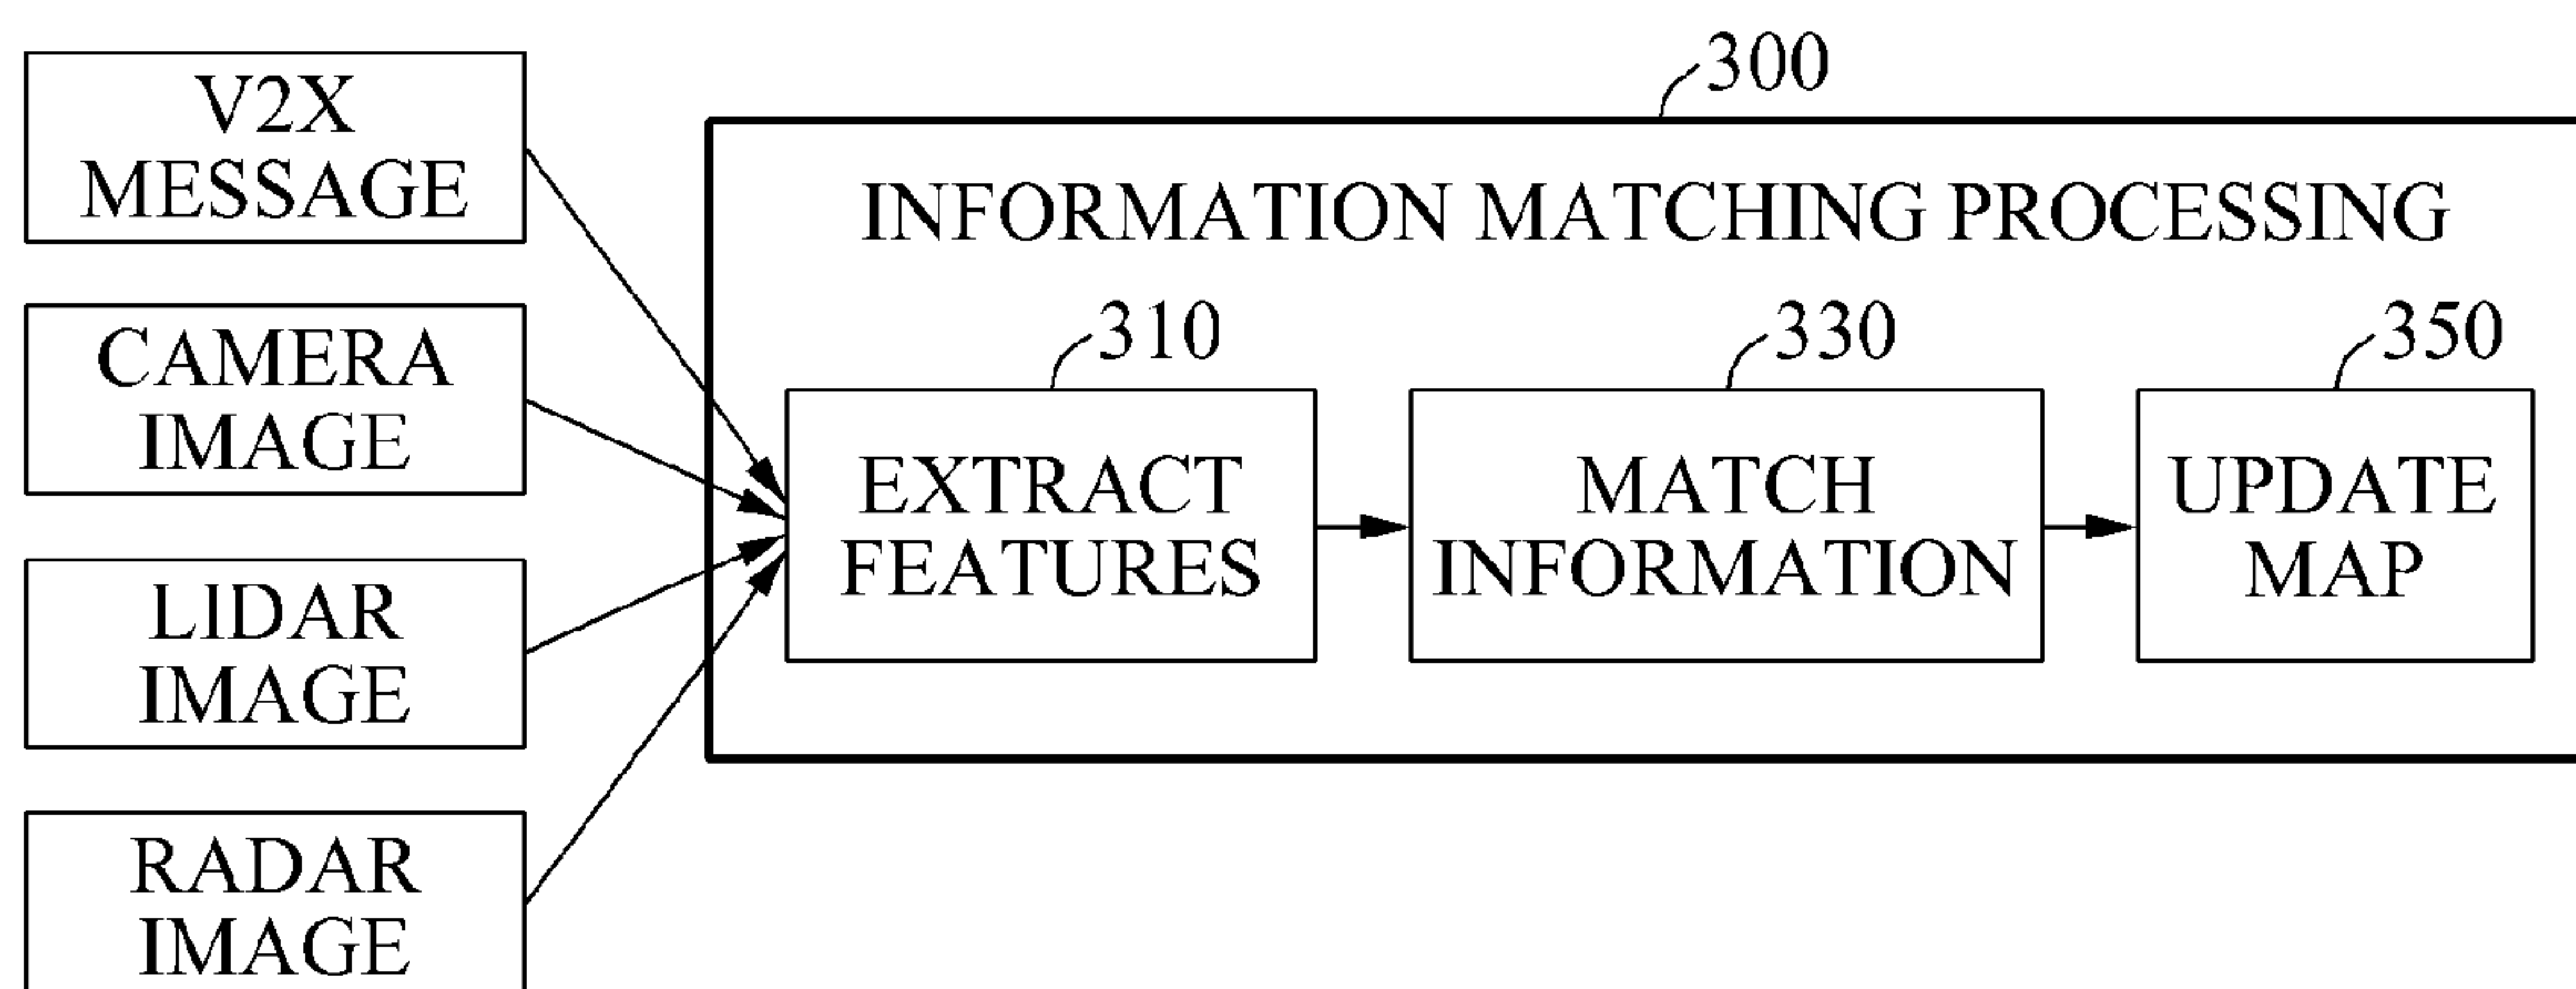 V2X
MESSAGE
CAMERA
IMAGE
LIDAR
IMAGE
RADAR
IMAGE
300
INFORMATION MATCHING PROCESSING
310
EXTRACT
FEATURES
330
MATCH
INFORMATION
350
UPDATE
MAP